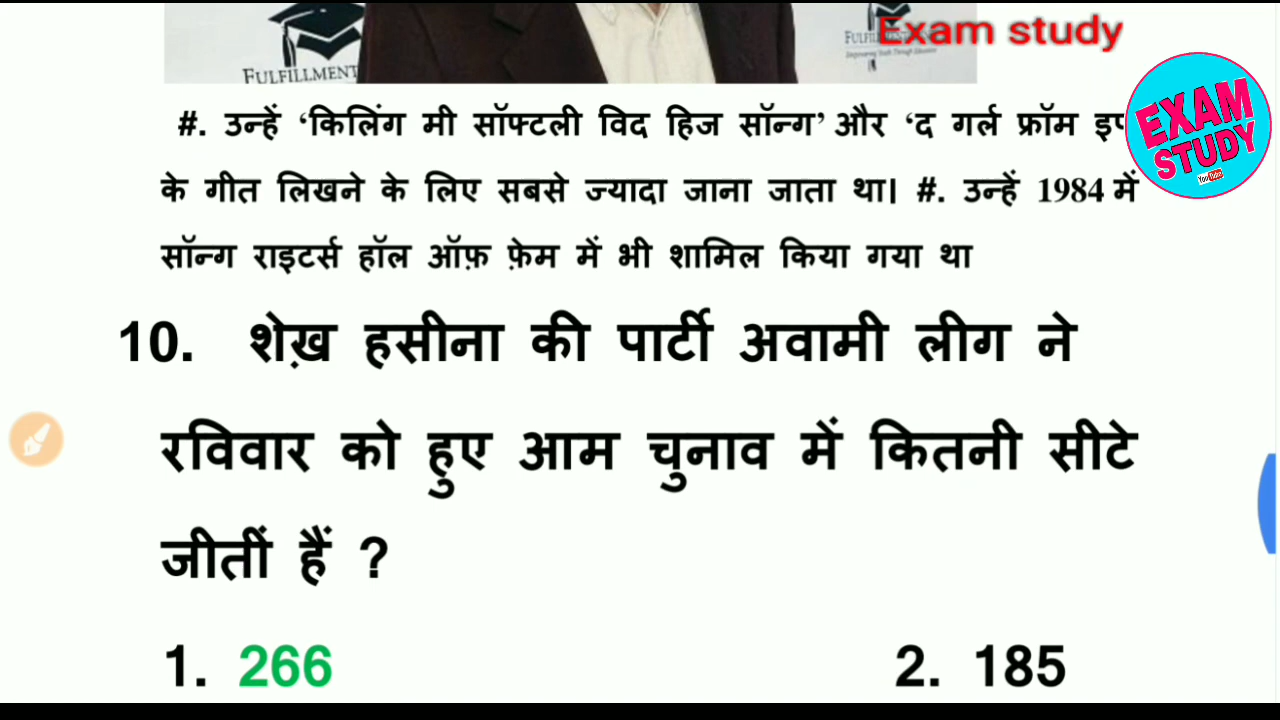 FULFILLMENT
Exam study
EXAM
STUDY
YouTube
#. उन्हें ‘किलिंग मी सॉफ्टली विद हिज सॉन्ग’ और ‘द गर्ल फ्रॉम
के गीत लिखने के लिए सबसे ज्यादा जाना जाता था। #. उन्हें 1984 में
सॉन्ग राइटर्स हॉल ऑफ़ फ़ेम में भी शामिल किया गया था
10. शेख़ हसीना की पार्टी अवामी लीग ने
रविवार को हुए आम चुनाव में कितनी सीटे
जीतीं हैं ?
1. 266
2. 185